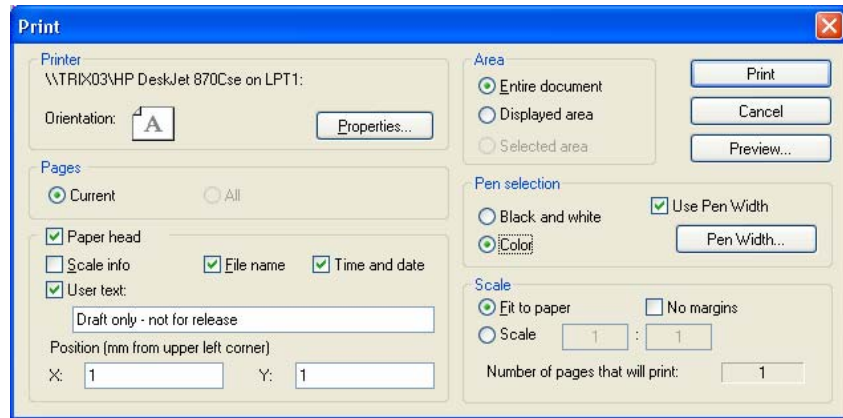 Print
Printer
\\TRIX03\HP DeskJet 870Cse on LPT1:
Orientation: A
Properties...
Pages
Current All
Paper head
Scale info File name Time and date
User text:
Draft only - not for release
Position (mm from upper left corner)
X: 1 Y: 1
Area
Entire document
Displayed area
Selected area
Print
Cancel
Preview...
Pen selection
Black and white
Color
Use Pen Width
Pen Width...
Scale
Fit to paper No margins
Scale 1 : 1
Number of pages that will print: 1